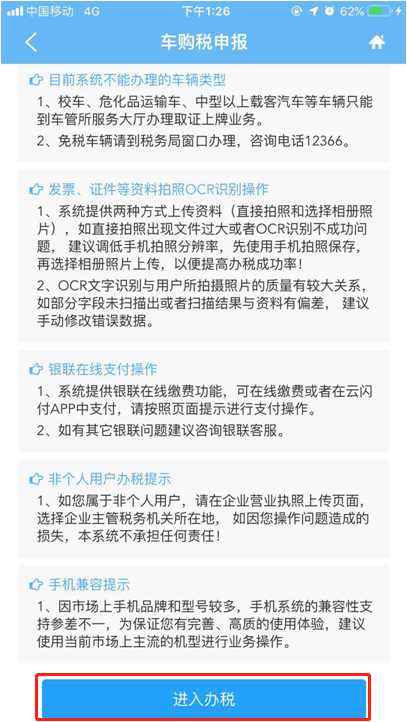 中国移动 4G 下午1:26 62%
车购税申报
目前系统不能办理的车辆类型
1、校车、危化品运输车、中型以上载客汽车等车辆只能
到车管所服务大厅办理取证上牌业务。
2、免税车辆请到税务局窗口办理，咨询电话12366。
发票、证件等资料拍照OCR识别操作
1、系统提供两种方式上传资料（直接拍照和选择相册照
片），如直接拍照出现文件过大或者OCR识别不成功问
题， 建议调低手机拍照分辨率，先使用手机拍照保存，
再选择相册照片上传，以便提高办税成功率！
2、OCR文字识别与用户所拍摄照片的质量有较大关系，
如部分字段未扫描出或者扫描结果与资料有偏差， 建议
手动修改错误数据。
银联在线支付操作
1、系统提供银联在线缴费功能，可在线缴费或者在云闪
付APP中支付，请按照页面提示进行支付操作。
2、如有其它银联问题建议咨询银联客服。
非个人用户办税提示
1、如您属于非个人用户，请在企业营业执照上传页面，
选择企业主管税务机关所在地， 如因您操作问题造成的
损失，本系统不承担任何责任！
手机兼容提示
1、因市场上手机品牌和型号较多，手机系统的兼容性支
持参差不一，为保证您有完善、高质的使用体验，建议
使用当前市场上主流的机型进行业务操作。
进入办税